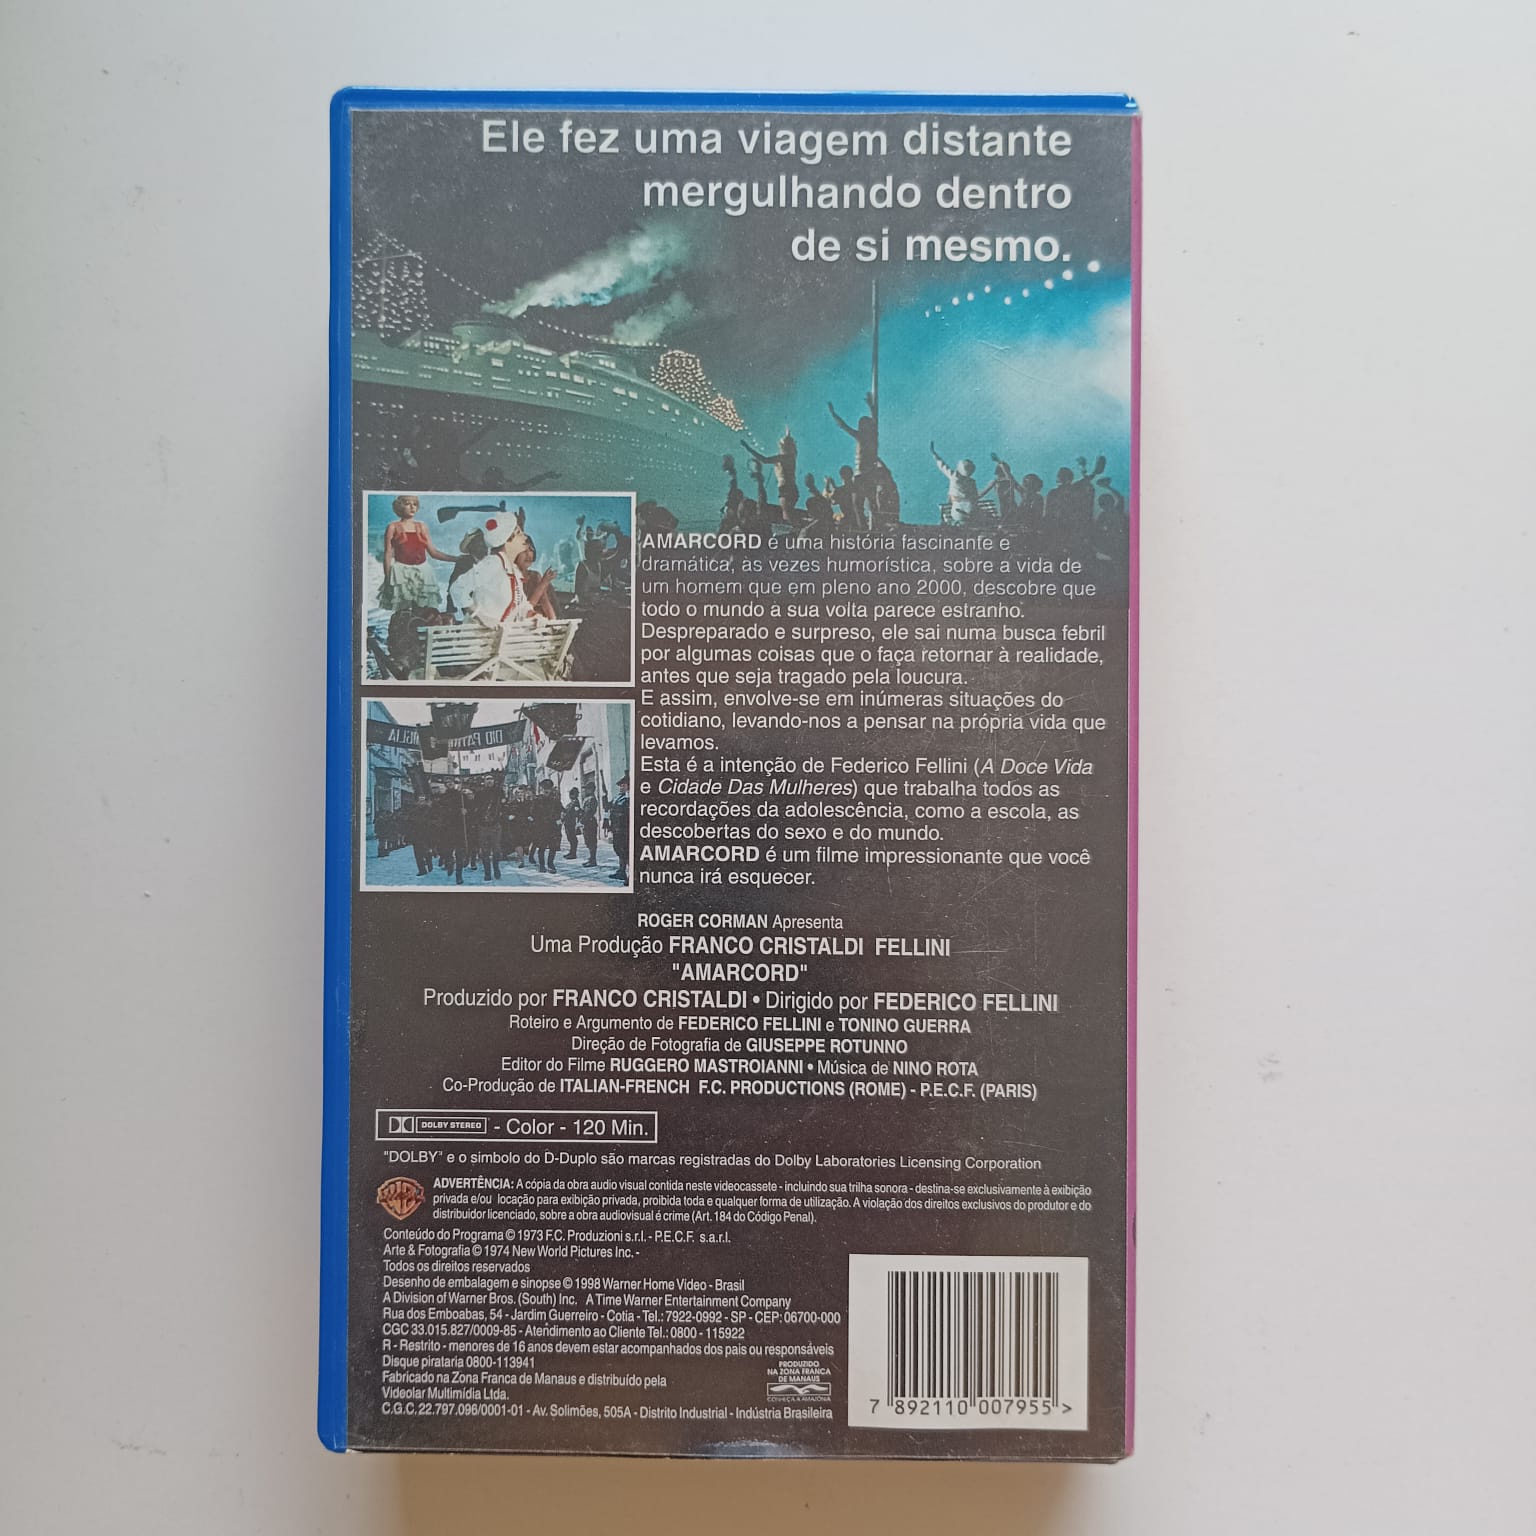 Ele fez uma viagem distante
mergulhando dentro
de si mesmo.
AMARCORD é uma história fascinante e
dramática, às vezes humorística, sobre a vida de
um homem que em pleno ano 2000, descobre que
todo o mundo à sua volta parece estranho.
Despreparado e surpreso, ele sai numa busca febril
por algumas coisas que o faça retornar à realidade,
antes que seja tragado pela loucura.
E assim, envolve-se em inúmeras situações do
cotidiano, levando-nos a pensar na própria vida que
levamos.
Esta é a intenção de Federico Fellini (A Doce Vida
e Cidade Das Mulheres) que trabalha todos as
recordações da adolescência, como a escola, as
descobertas do sexo e do mundo.
AMARCORD é um filme impressionante que você
nunca irá esquecer.
ROGER CORMAN Apresenta
Uma Produção FRANCO CRISTALDI FELLINI
"AMARCORD"
Produzido por FRANCO CRISTALDI • Dirigido por FEDERICO FELLINI
Roteiro e Argumento de FEDERICO FELLINI e TONINO GUERRA
Direção de Fotografia de GIUSEPPE ROTUNNO
Editor do Filme RUGGERO MASTROIANNI • Música de NINO ROTA
Co-Produção de ITALIAN-FRENCH F.C. PRODUCTIONS (ROME) - P.E.C.F. (PARIS)
DOLBY STEREO - Color - 120 Min.
"DOLBY" e o simbolo do D-Duplo são marcas registradas do Dolby Laboratories Licensing Corporation
ADVERTÊNCIA: A cópia da obra audio visual contida neste videocassete - incluindo sua trilha sonora - destina-se exclusivamente à exibição
privada e/ou locação para exibição privada, proibida toda e qualquer forma de utilização. A violação dos direitos exclusivos do produtor e do
distribuidor licenciado, sobre a obra audiovisual é crime (Art. 184 do Código Penal).
Conteúdo do Programa © 1973 F.C. Produzioni s.r.l. - P.E.C.F. s.a.r.l.
Arte & Fotografia © 1974 New World Pictures Inc. -
Todos os direitos reservados
Desenho de embalagem e sinopse © 1998 Warner Home Video - Brasil
A Division of Warner Bros. (South) Inc. A Time Warner Entertainment Company
Rua dos Emboabas, 54 - Jardim Guerreiro - Cotia - Tel.: 7922-0992 - SP - CEP: 06700-000
CGC 33.015.827/0009-85 - Atendimento ao Cliente Tel.: 0800 - 115922
R - Restrito - menores de 16 anos devem estar acompanhados dos pais ou responsáveis
Disque pirataria 0800-113941
Fabricado na Zona Franca de Manaus e distribuído pela
Videolar Multimídia Ltda.
C.G.C. 22.797.096/0001-01 - Av. Solimões, 505A - Distrito Industrial - Indústria Brasileira
PRODUZIDO
NA ZONA FRANCA
DE MANAUS
CONHEÇA A AMAZÔNIA
7 892110 007955 >